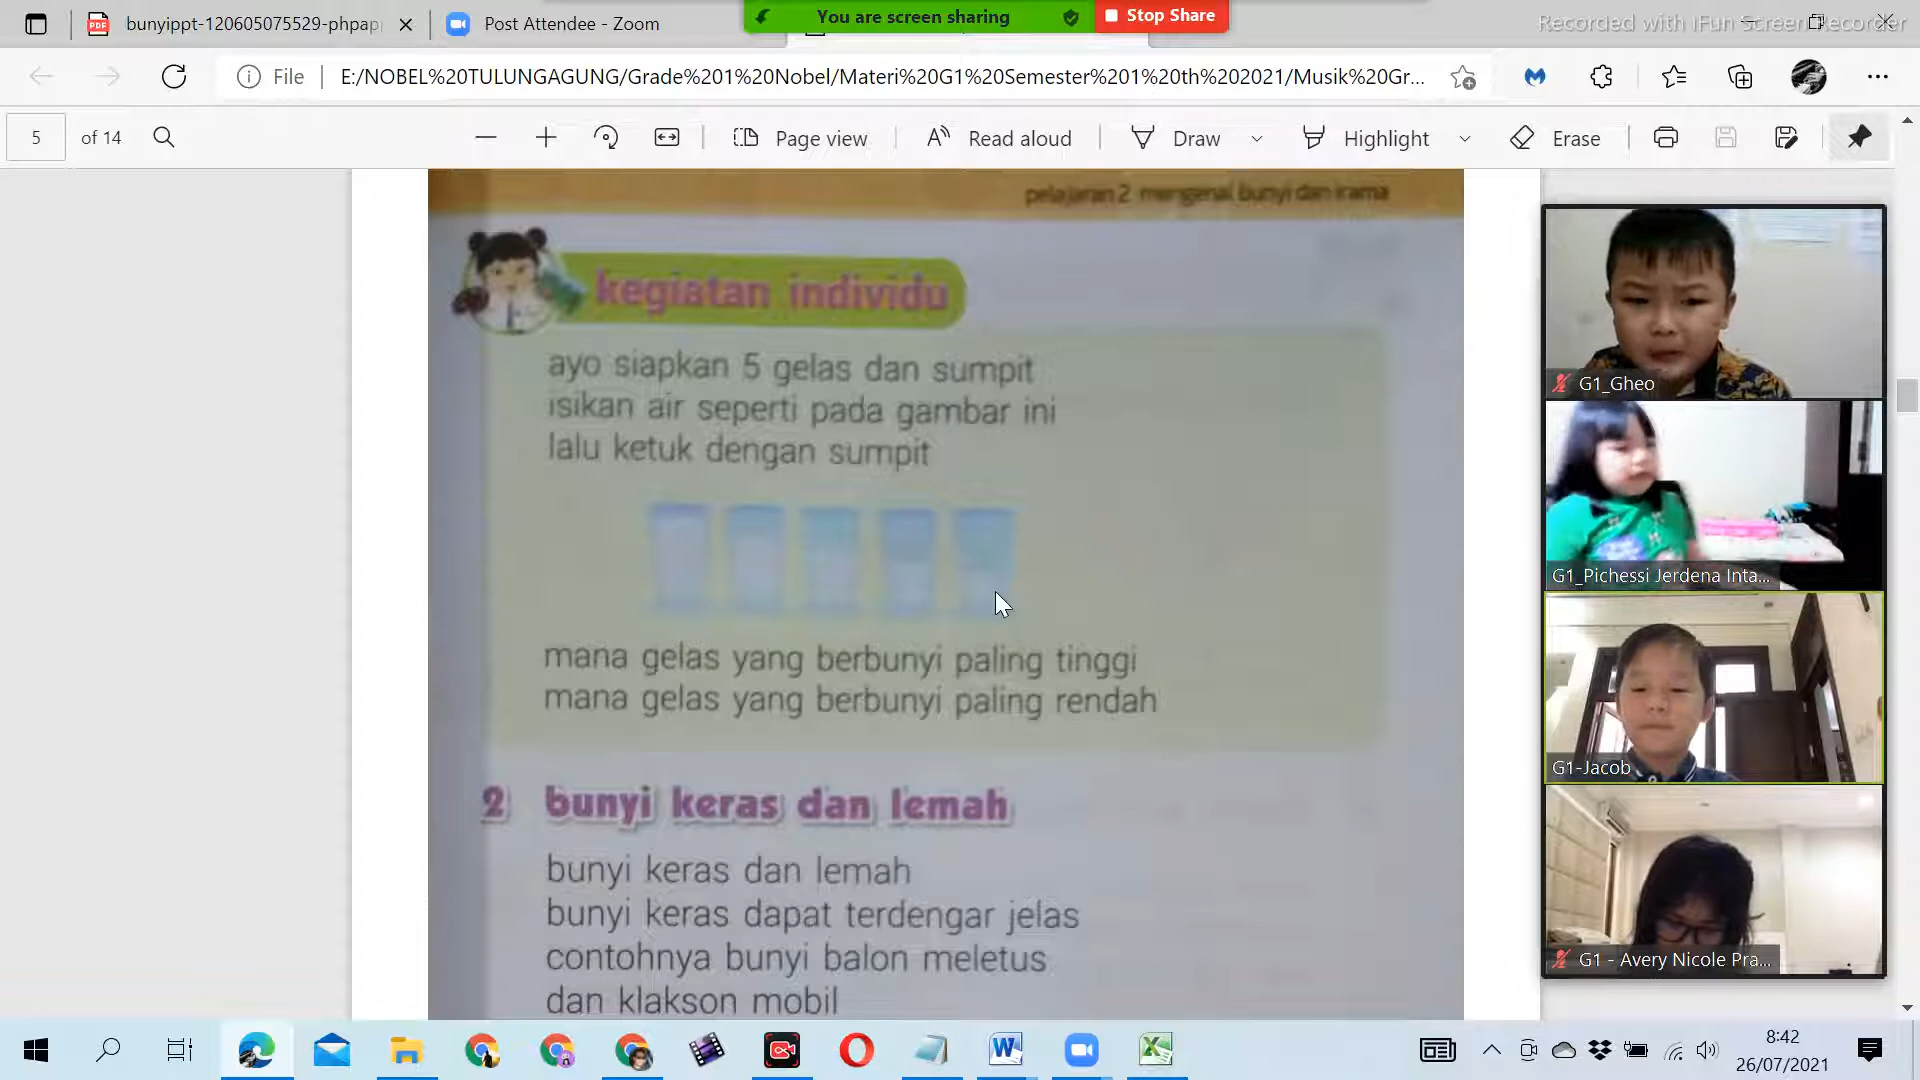 bunyippt-120605075529-phpap
Post Attendee - Zoom
You are screen sharing
Stop Share
Recorded with iFun Screen Recorder
File
E:/NOBEL%20TULUNGAGUNG/Grade%201%20Nobel/Materi%20G1%20Semester%201%20th%202021/Musik%20Gr...
5 of 14
Page view
Read aloud
Draw
Highlight
Erase
pelajaran 2 mengenal bunyi dan irama
kegiatan individu
ayo siapkan 5 gelas dan sumpit
isikan air seperti pada gambar ini
lalu ketuk dengan sumpit
mana gelas yang berbunyi paling tinggi
mana gelas yang berbunyi paling rendah
2 bunyi keras dan lemah
bunyi keras dan lemah
bunyi keras dapat terdengar jelas
contohnya bunyi balon meletus
dan klakson mobil
G1_Gheo
G1_Pichessi Jerdena Inta...
G1-Jacob
G1 - Avery Nicole Pra...
8:42
26/07/2021